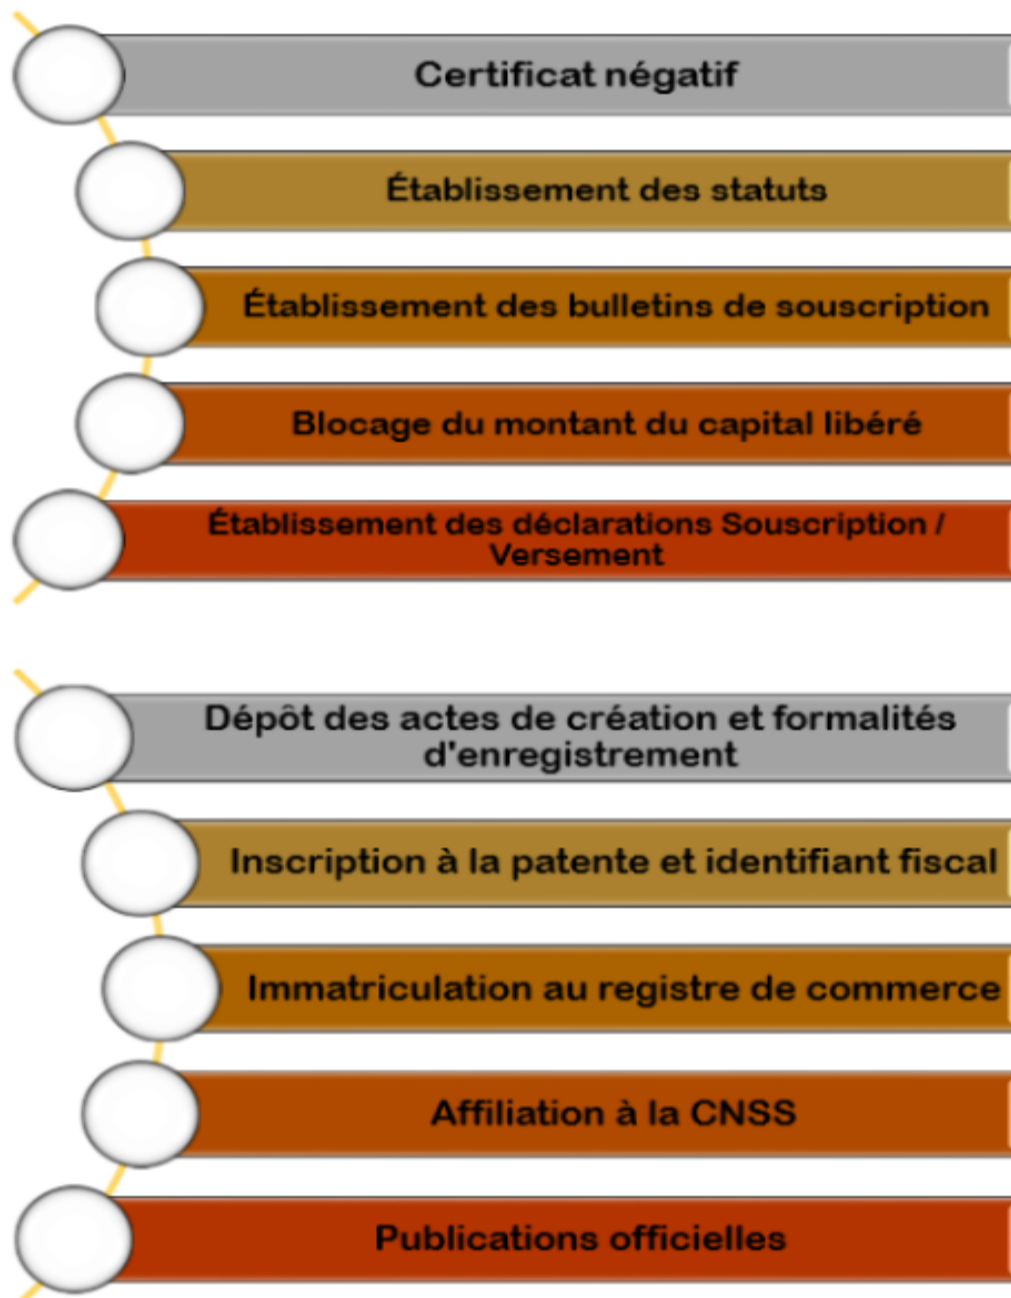 Certificat négatif
Établissement des statuts
Établissement des bulletins de souscription
Blocage du montant du capital libéré
Établissement des déclarations Souscription /
Versement
Dépôt des actes de création et formalités
d'enregistrement
Inscription à la patente et identifiant fiscal
Immatriculation au registre de commerce
Affiliation à la CNSS
Publications officielles